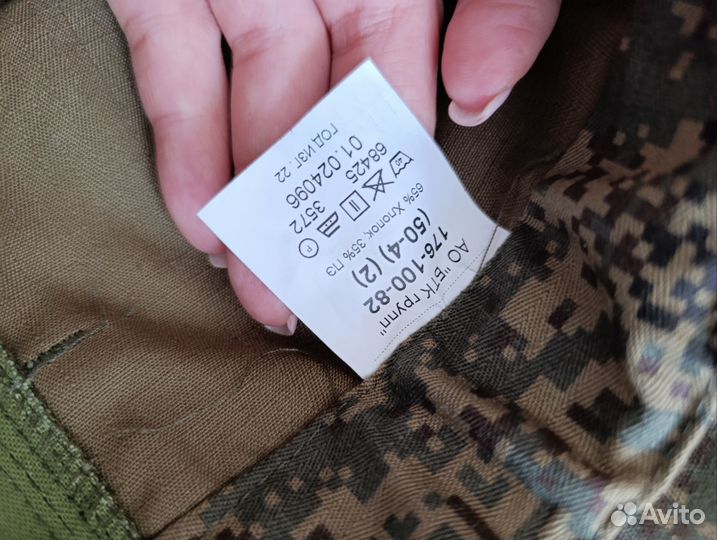 АО "БТК групп"
176-100-82
(50-4) (2)
65% Хлопок; 35% ПЭ
40 P
68425 3572
01.024096
ГОД ИЗГ. 22
Avito